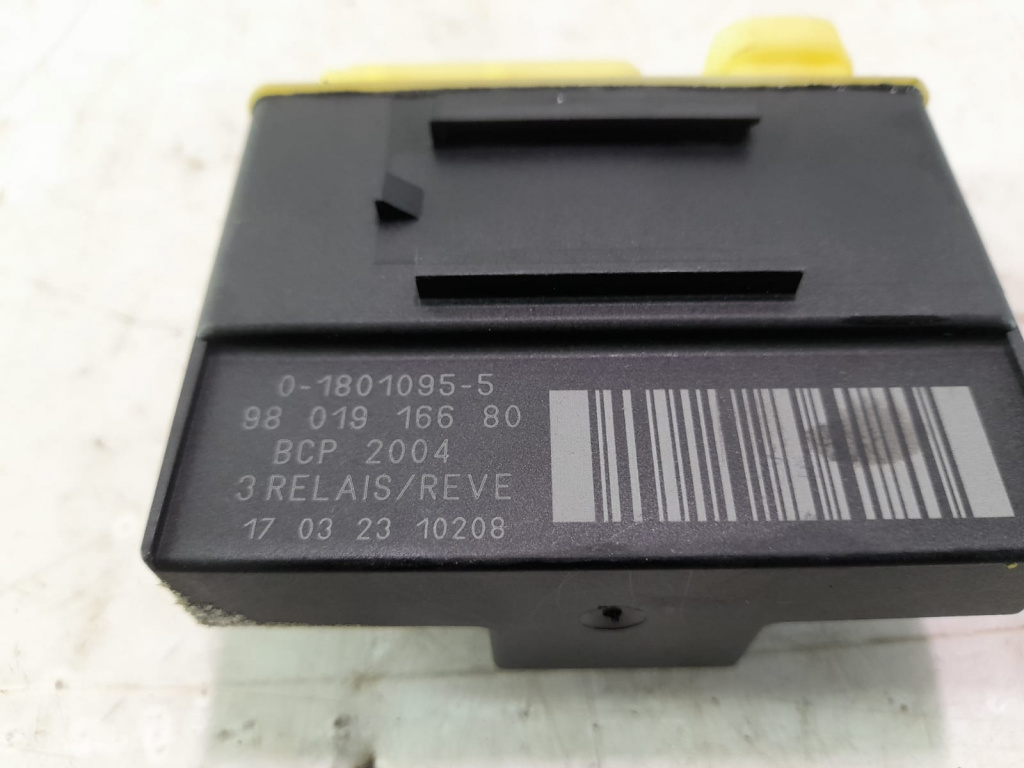 0-1801095-5
98 019 166 80
BCP 2004
3 RELAIS/REVE
17 03 23 10208